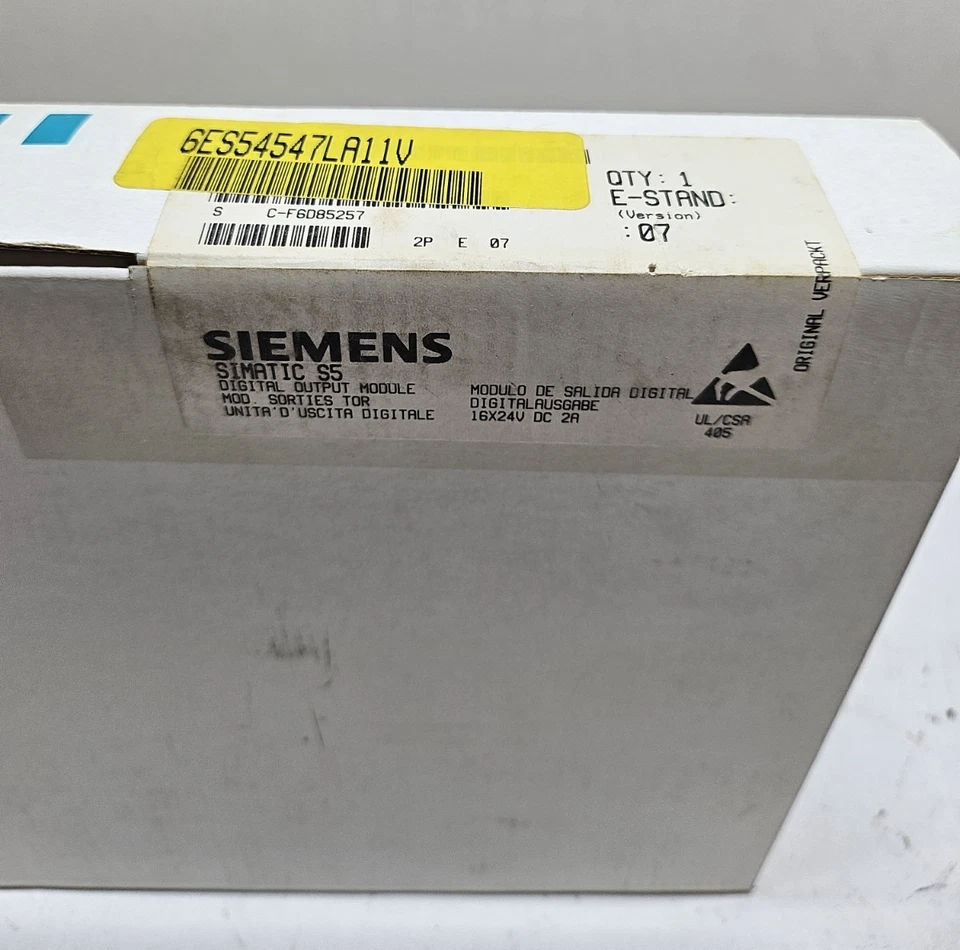 6ES54547LA11V
S C-F6D85257
2P E 07
QTY: 1
E-STAND:
(Version)
:07
ORIGINAL VERPACKT
SIEMENS
SIMATIC S5
DIGITAL OUTPUT MODULE
MOD. SORTIES TOR
UNITA'D'USCITA DIGITALE
MODULO DE SALIDA DIGITAL
DIGITALAUSGABE
16X24V DC 2A
UL/CSA
405